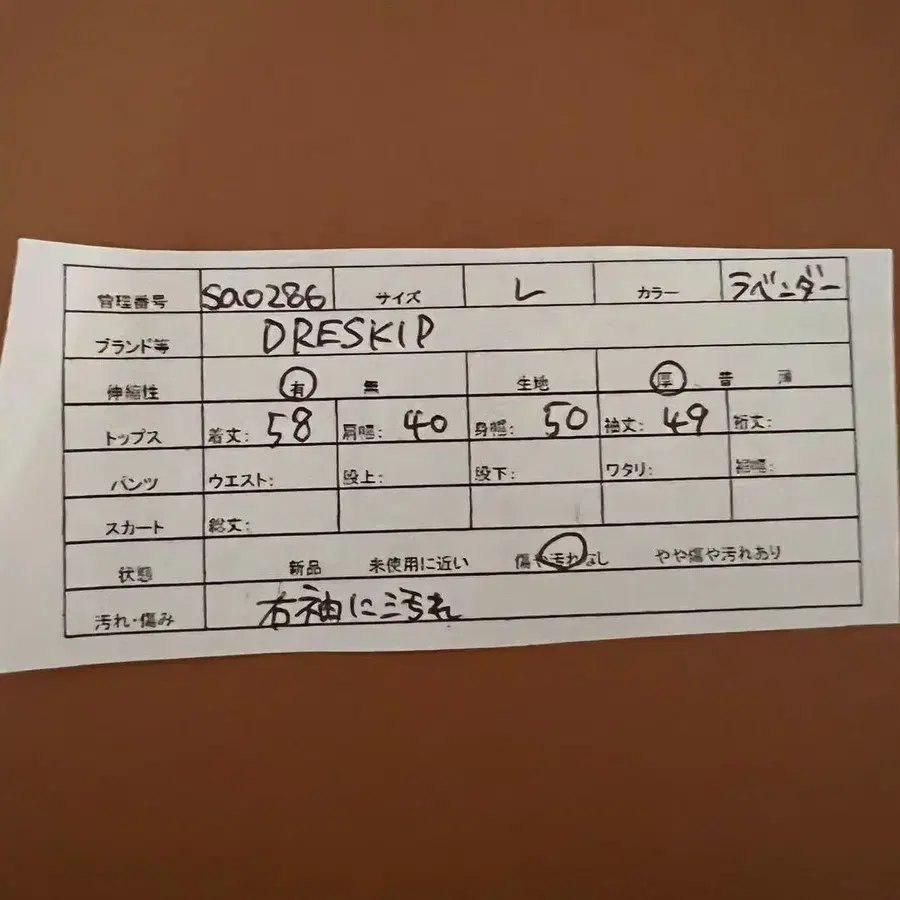 管理番号 sa0286 サイズ L カラー ラベンダー
ブランド等 DRESKIP
伸縮性 有 無 生地 厚 普 薄
トップス 着丈: 58 肩幅: 40 身幅: 50 袖丈: 49 裄丈:
パンツ ウエスト: 股上: 股下: ワタリ: 裾幅:
スカート 総丈:
状態 新品 未使用に近い 傷や汚れなし やや傷や汚れあり
汚れ・傷み 右袖に汚れ